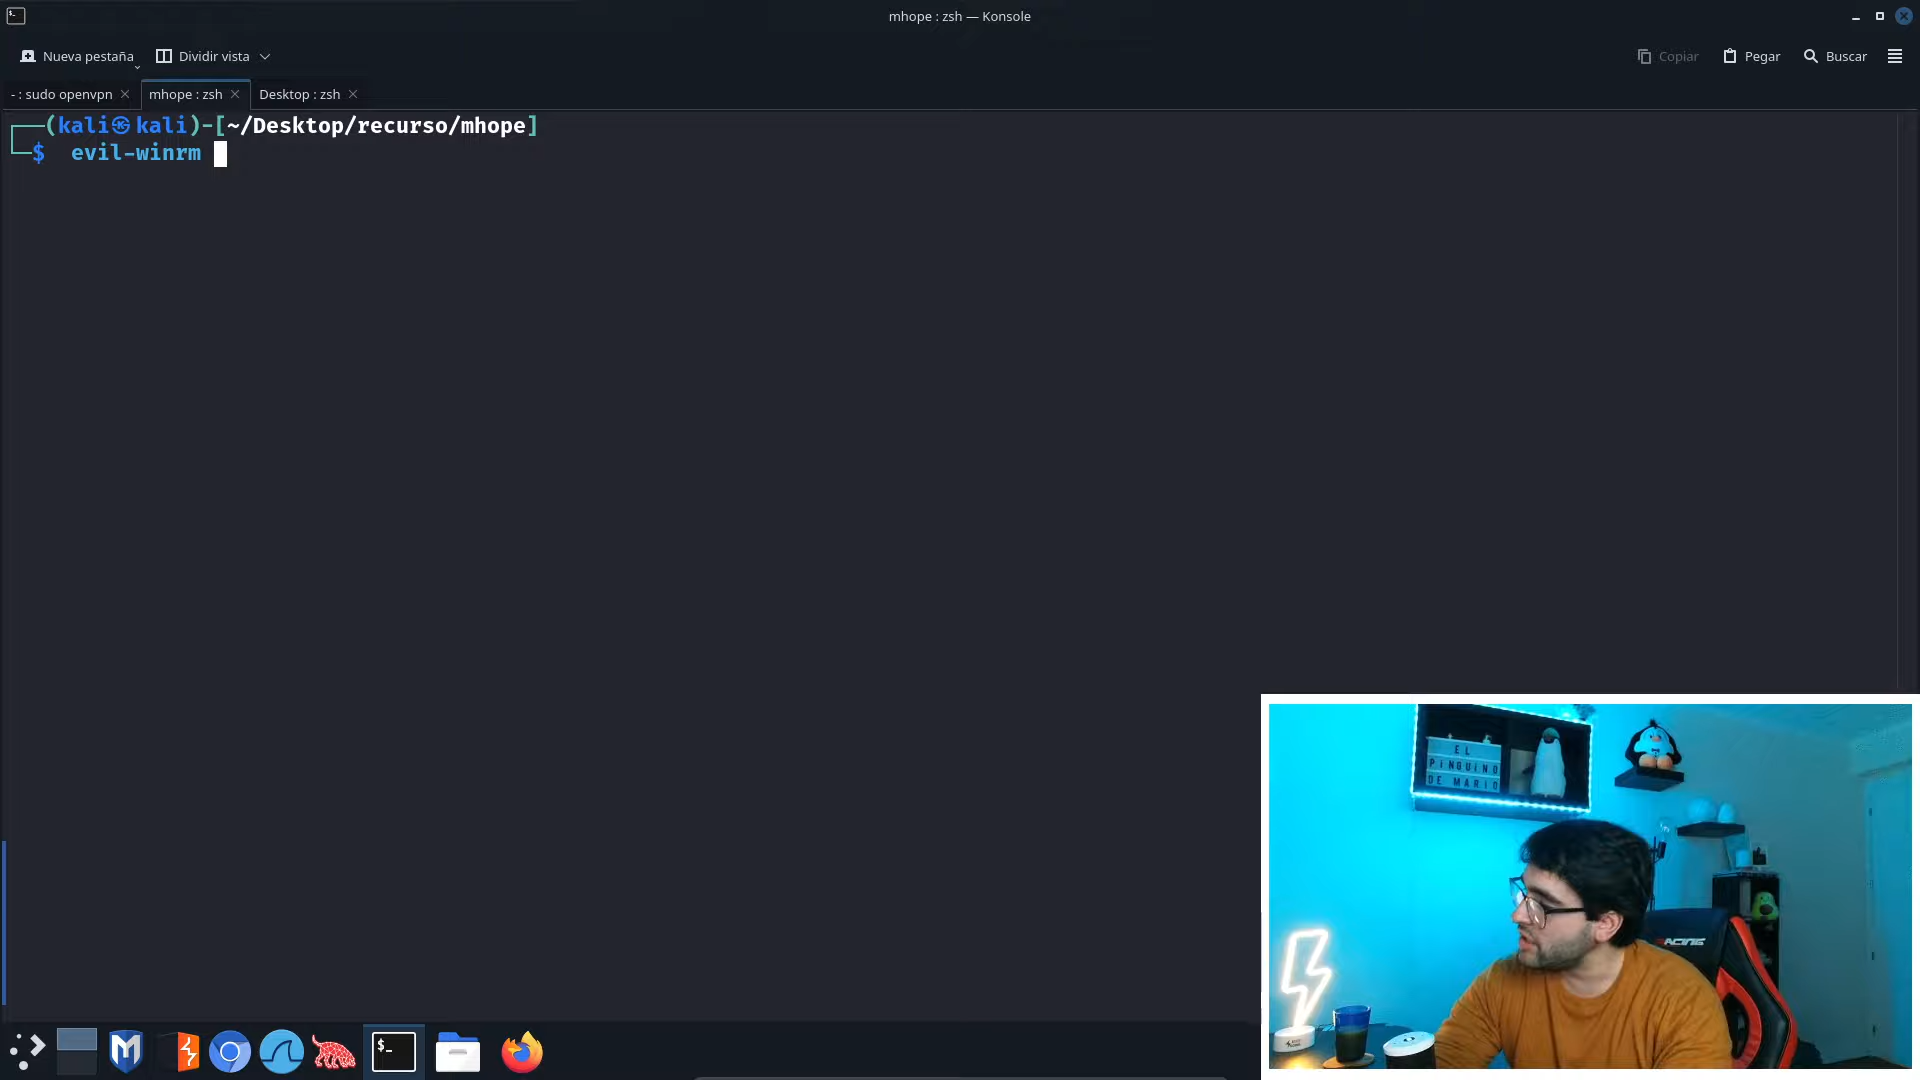 mhope : zsh — Konsole
Nueva pestaña
Dividir vista
Copiar
Pegar
Buscar
- : sudo openvpn
mhope : zsh
Desktop : zsh
(kali㉿kali)-[~/Desktop/recurso/mhope]
$ evil-winrm
EL
PINGUINO
DE MARIO
RACING
$_